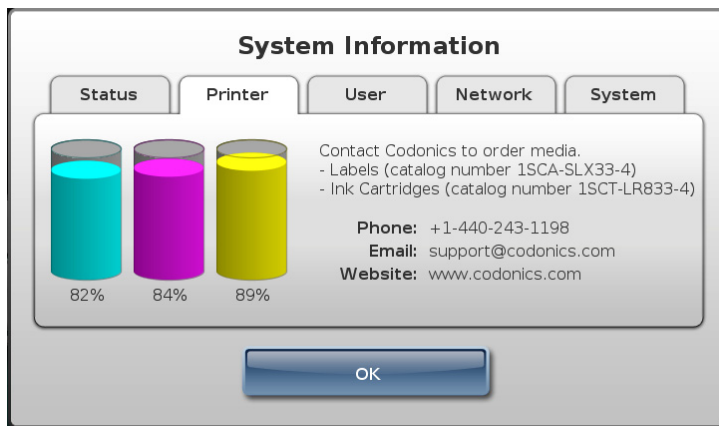 System Information
Status Printer User Network System
Contact Codonics to order media.
- Labels (catalog number 1SCA-SLX33-4)
- Ink Cartridges (catalog number 1SCT-LR833-4)
Phone: +1-440-243-1198
Email: support@codonics.com
Website: www.codonics.com
82% 84% 89%
OK